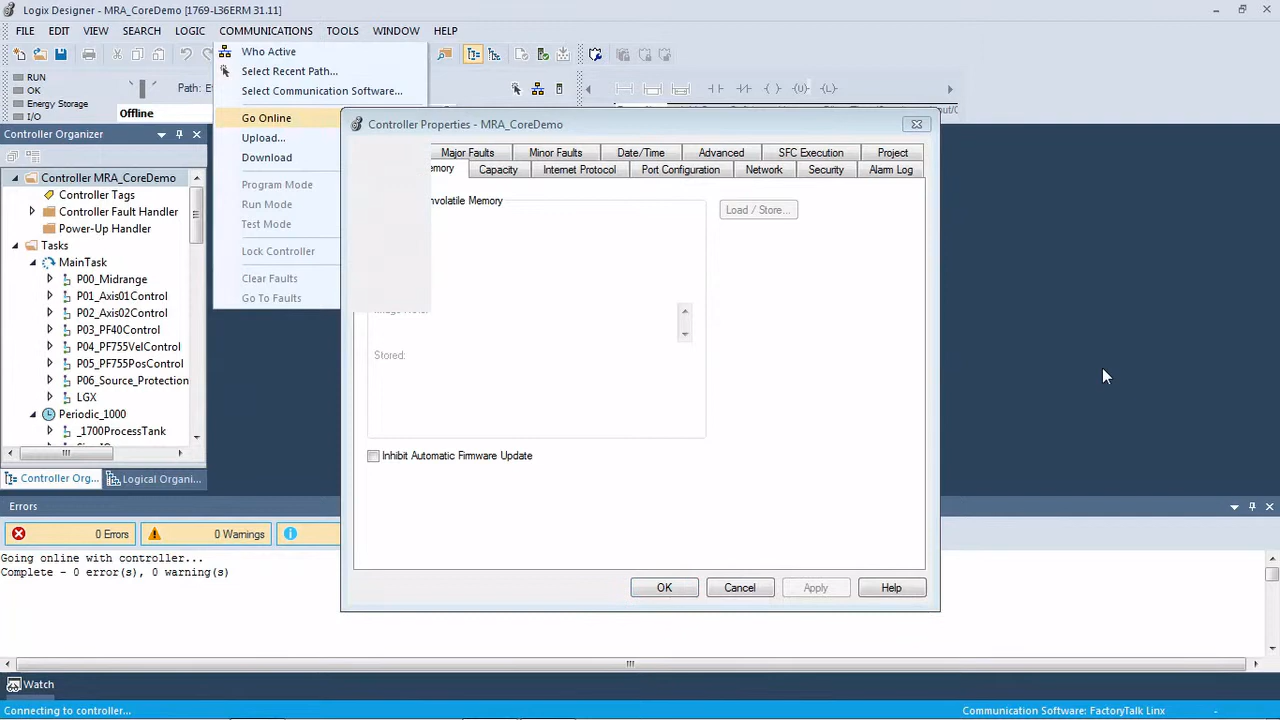 Logix Designer - MRA_CoreDemo [1769-L36ERM 31.11]
FILE EDIT VIEW SEARCH LOGIC COMMUNICATIONS TOOLS WINDOW HELP
RUN
OK
Energy Storage
I/O
Path:
Offline
Who Active
Select Recent Path...
Select Communication Software...
Go Online
Upload...
Download
Program Mode
Run Mode
Test Mode
Lock Controller
Clear Faults
Go To Faults
Controller Organizer
Controller MRA_CoreDemo
Controller Tags
Controller Fault Handler
Power-Up Handler
Tasks
MainTask
P00_Midrange
P01_Axis01Control
P02_Axis02Control
P03_PF40Control
P04_PF755VelControl
P05_PF755PosControl
P06_Source_Protection
LGX
Periodic_1000
_1700ProcessTank
Controller Org...
Logical Organi...
Controller Properties - MRA_CoreDemo
Major Faults Minor Faults Date/Time Advanced SFC Execution Project
emory Capacity Internet Protocol Port Configuration Network Security Alarm Log
nvolatile Memory
Load / Store...
Stored:
Inhibit Automatic Firmware Update
OK Cancel Apply Help
Errors
0 Errors 0 Warnings
Going online with controller...
Complete - 0 error(s), 0 warning(s)
Watch
Connecting to controller...
Communication Software: FactoryTalk Linx